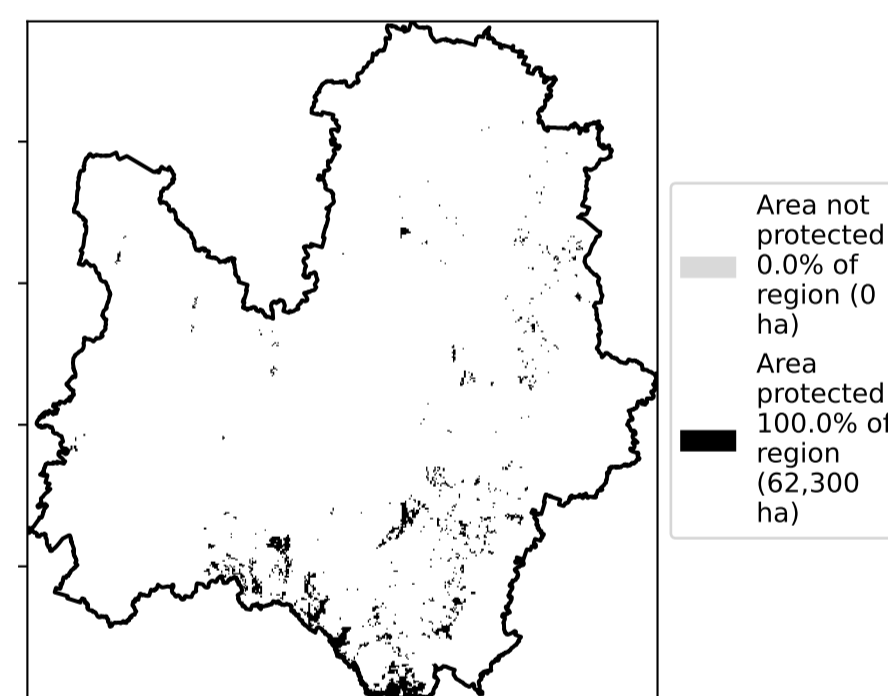 Area not
protected
0.0% of
region (0
ha)
Area
protected
100.0% of
region
(62,300
ha)